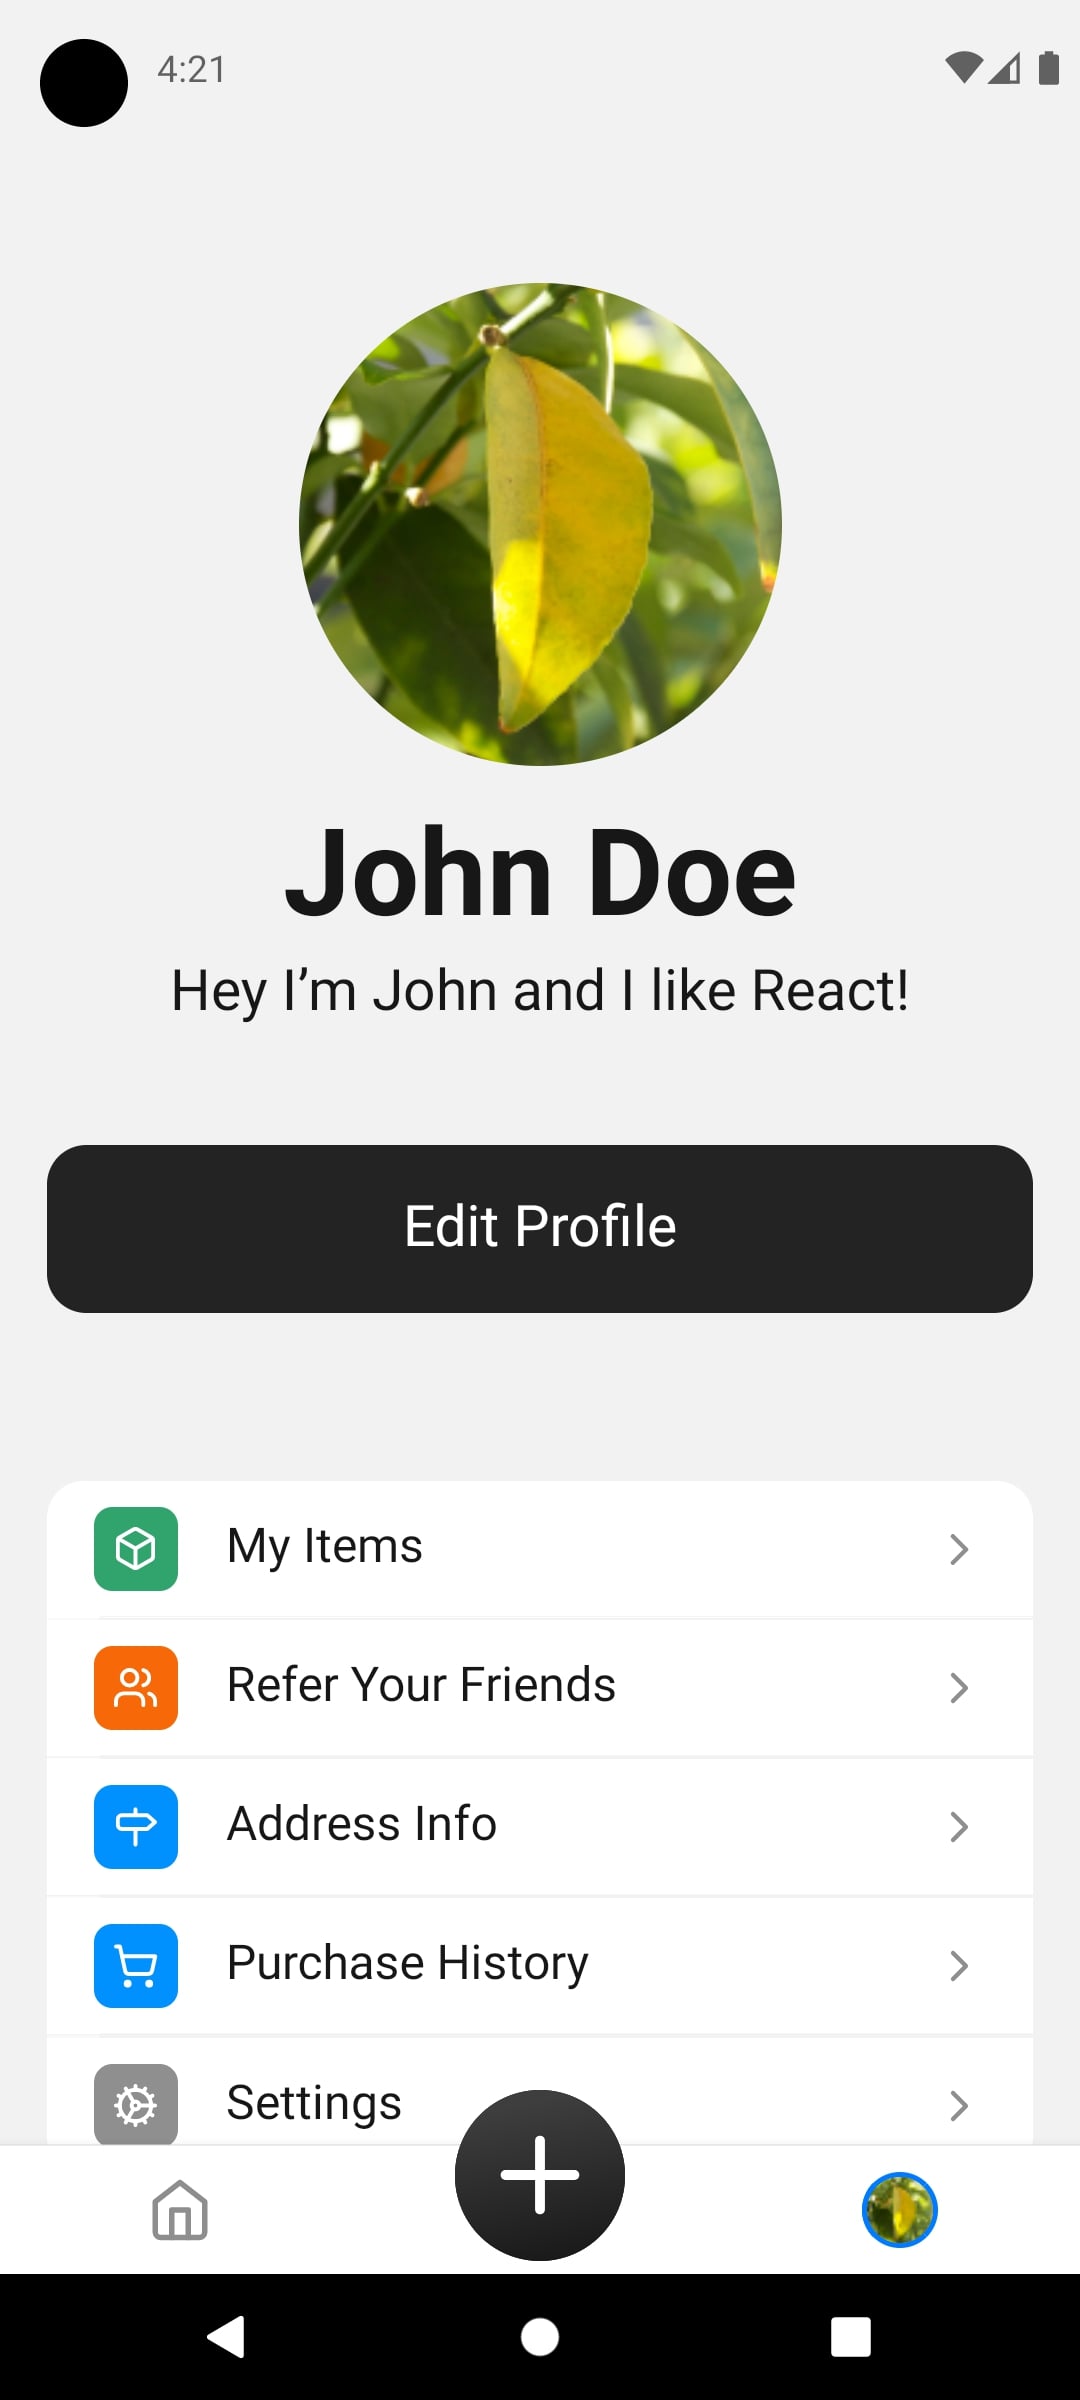 4:21
John Doe
Hey I’m John and I like React!
Edit Profile
My Items
Refer Your Friends
Address Info
Purchase History
Settings